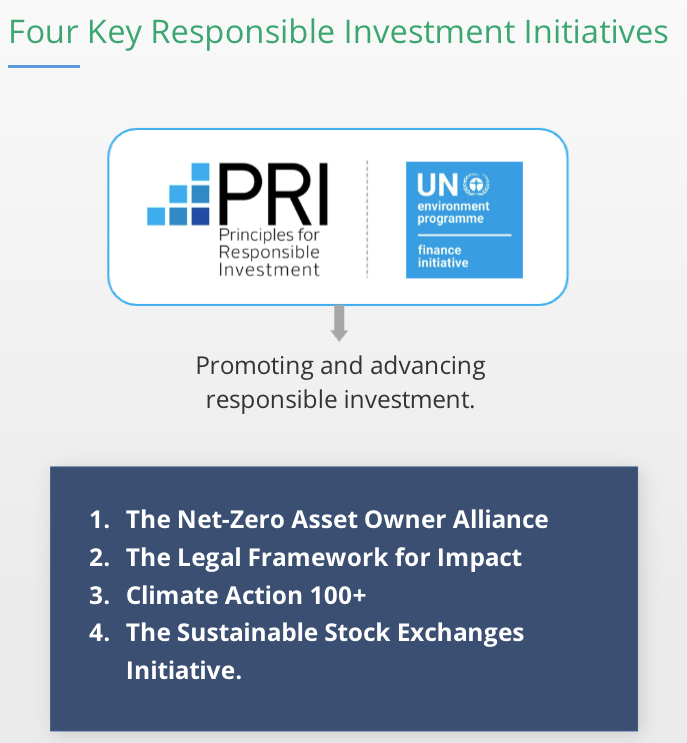 Four Key Responsible Investment Initiatives
PRI
Principles for
Responsible
Investment
UN
environment
programme
finance
initiative
Promoting and advancing
responsible investment.
1. The Net-Zero Asset Owner Alliance
2. The Legal Framework for Impact
3. Climate Action 100+
4. The Sustainable Stock Exchanges
Initiative.